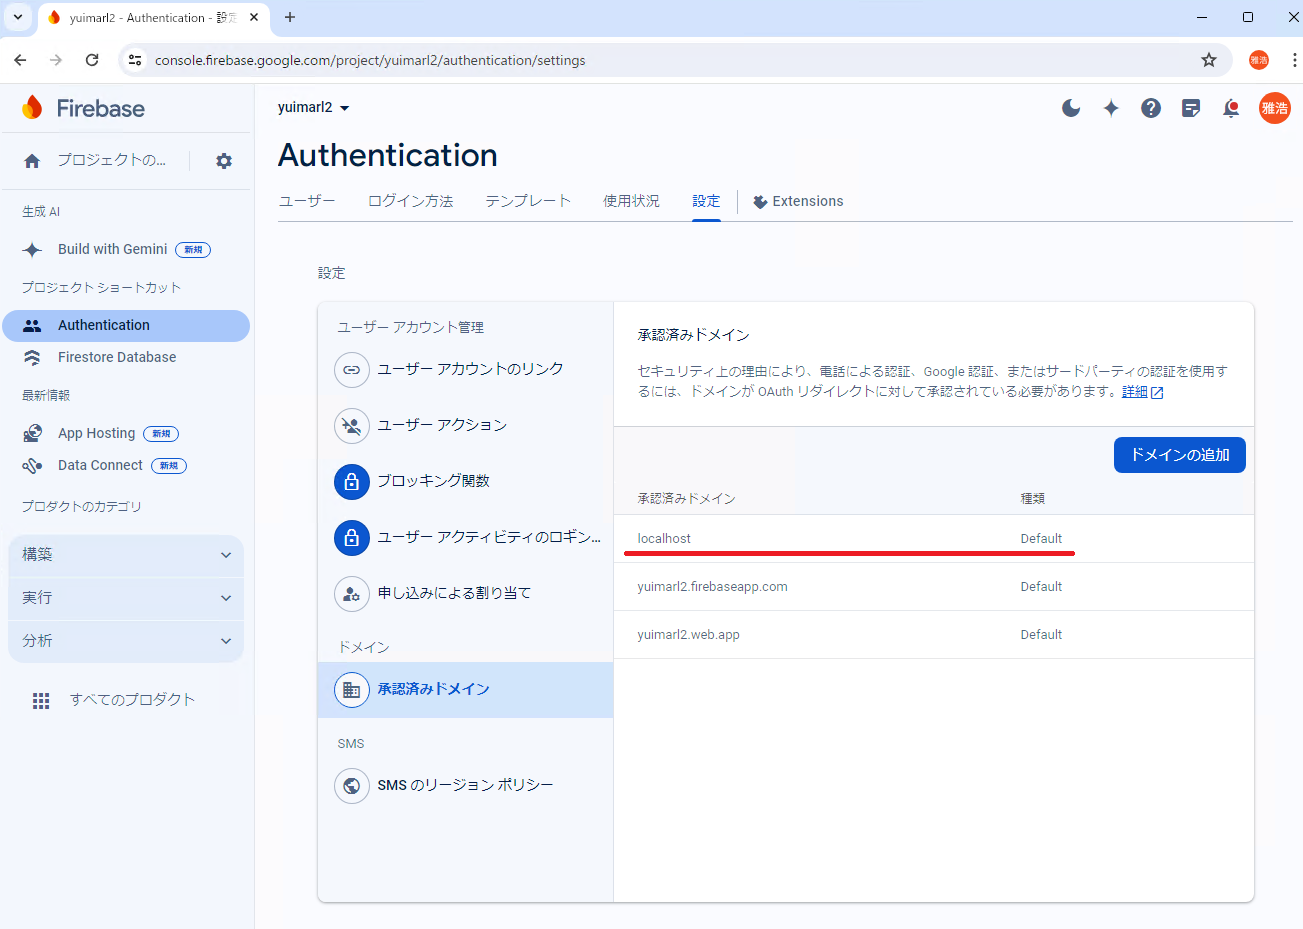 yuimarl2 - Authentication - 設定
console.firebase.google.com/project/yuimarl2/authentication/settings
雅浩
Firebase
yuimarl2
雅浩
プロジェクトの...
Authentication
ユーザー ログイン方法 テンプレート 使用状況 設定 Extensions
生成 AI
Build with Gemini 新規
プロジェクト ショートカット
Authentication
Firestore Database
最新情報
App Hosting 新規
Data Connect 新規
プロダクトのカテゴリ
構築
実行
分析
すべてのプロダクト
設定
ユーザー アカウント管理
ユーザー アカウントのリンク
ユーザー アクション
ブロッキング関数
ユーザー アクティビティのロギン...
申し込みによる割り当て
ドメイン
承認済みドメイン
SMS
SMS のリージョン ポリシー
承認済みドメイン
セキュリティ上の理由により、電話による認証、Google 認証、またはサードパーティの認証を使用す
るには、ドメインが OAuth リダイレクトに対して承認されている必要があります。詳細
ドメインの追加
承認済みドメイン 種類
localhost Default
yuimarl2.firebaseapp.com Default
yuimarl2.web.app Default